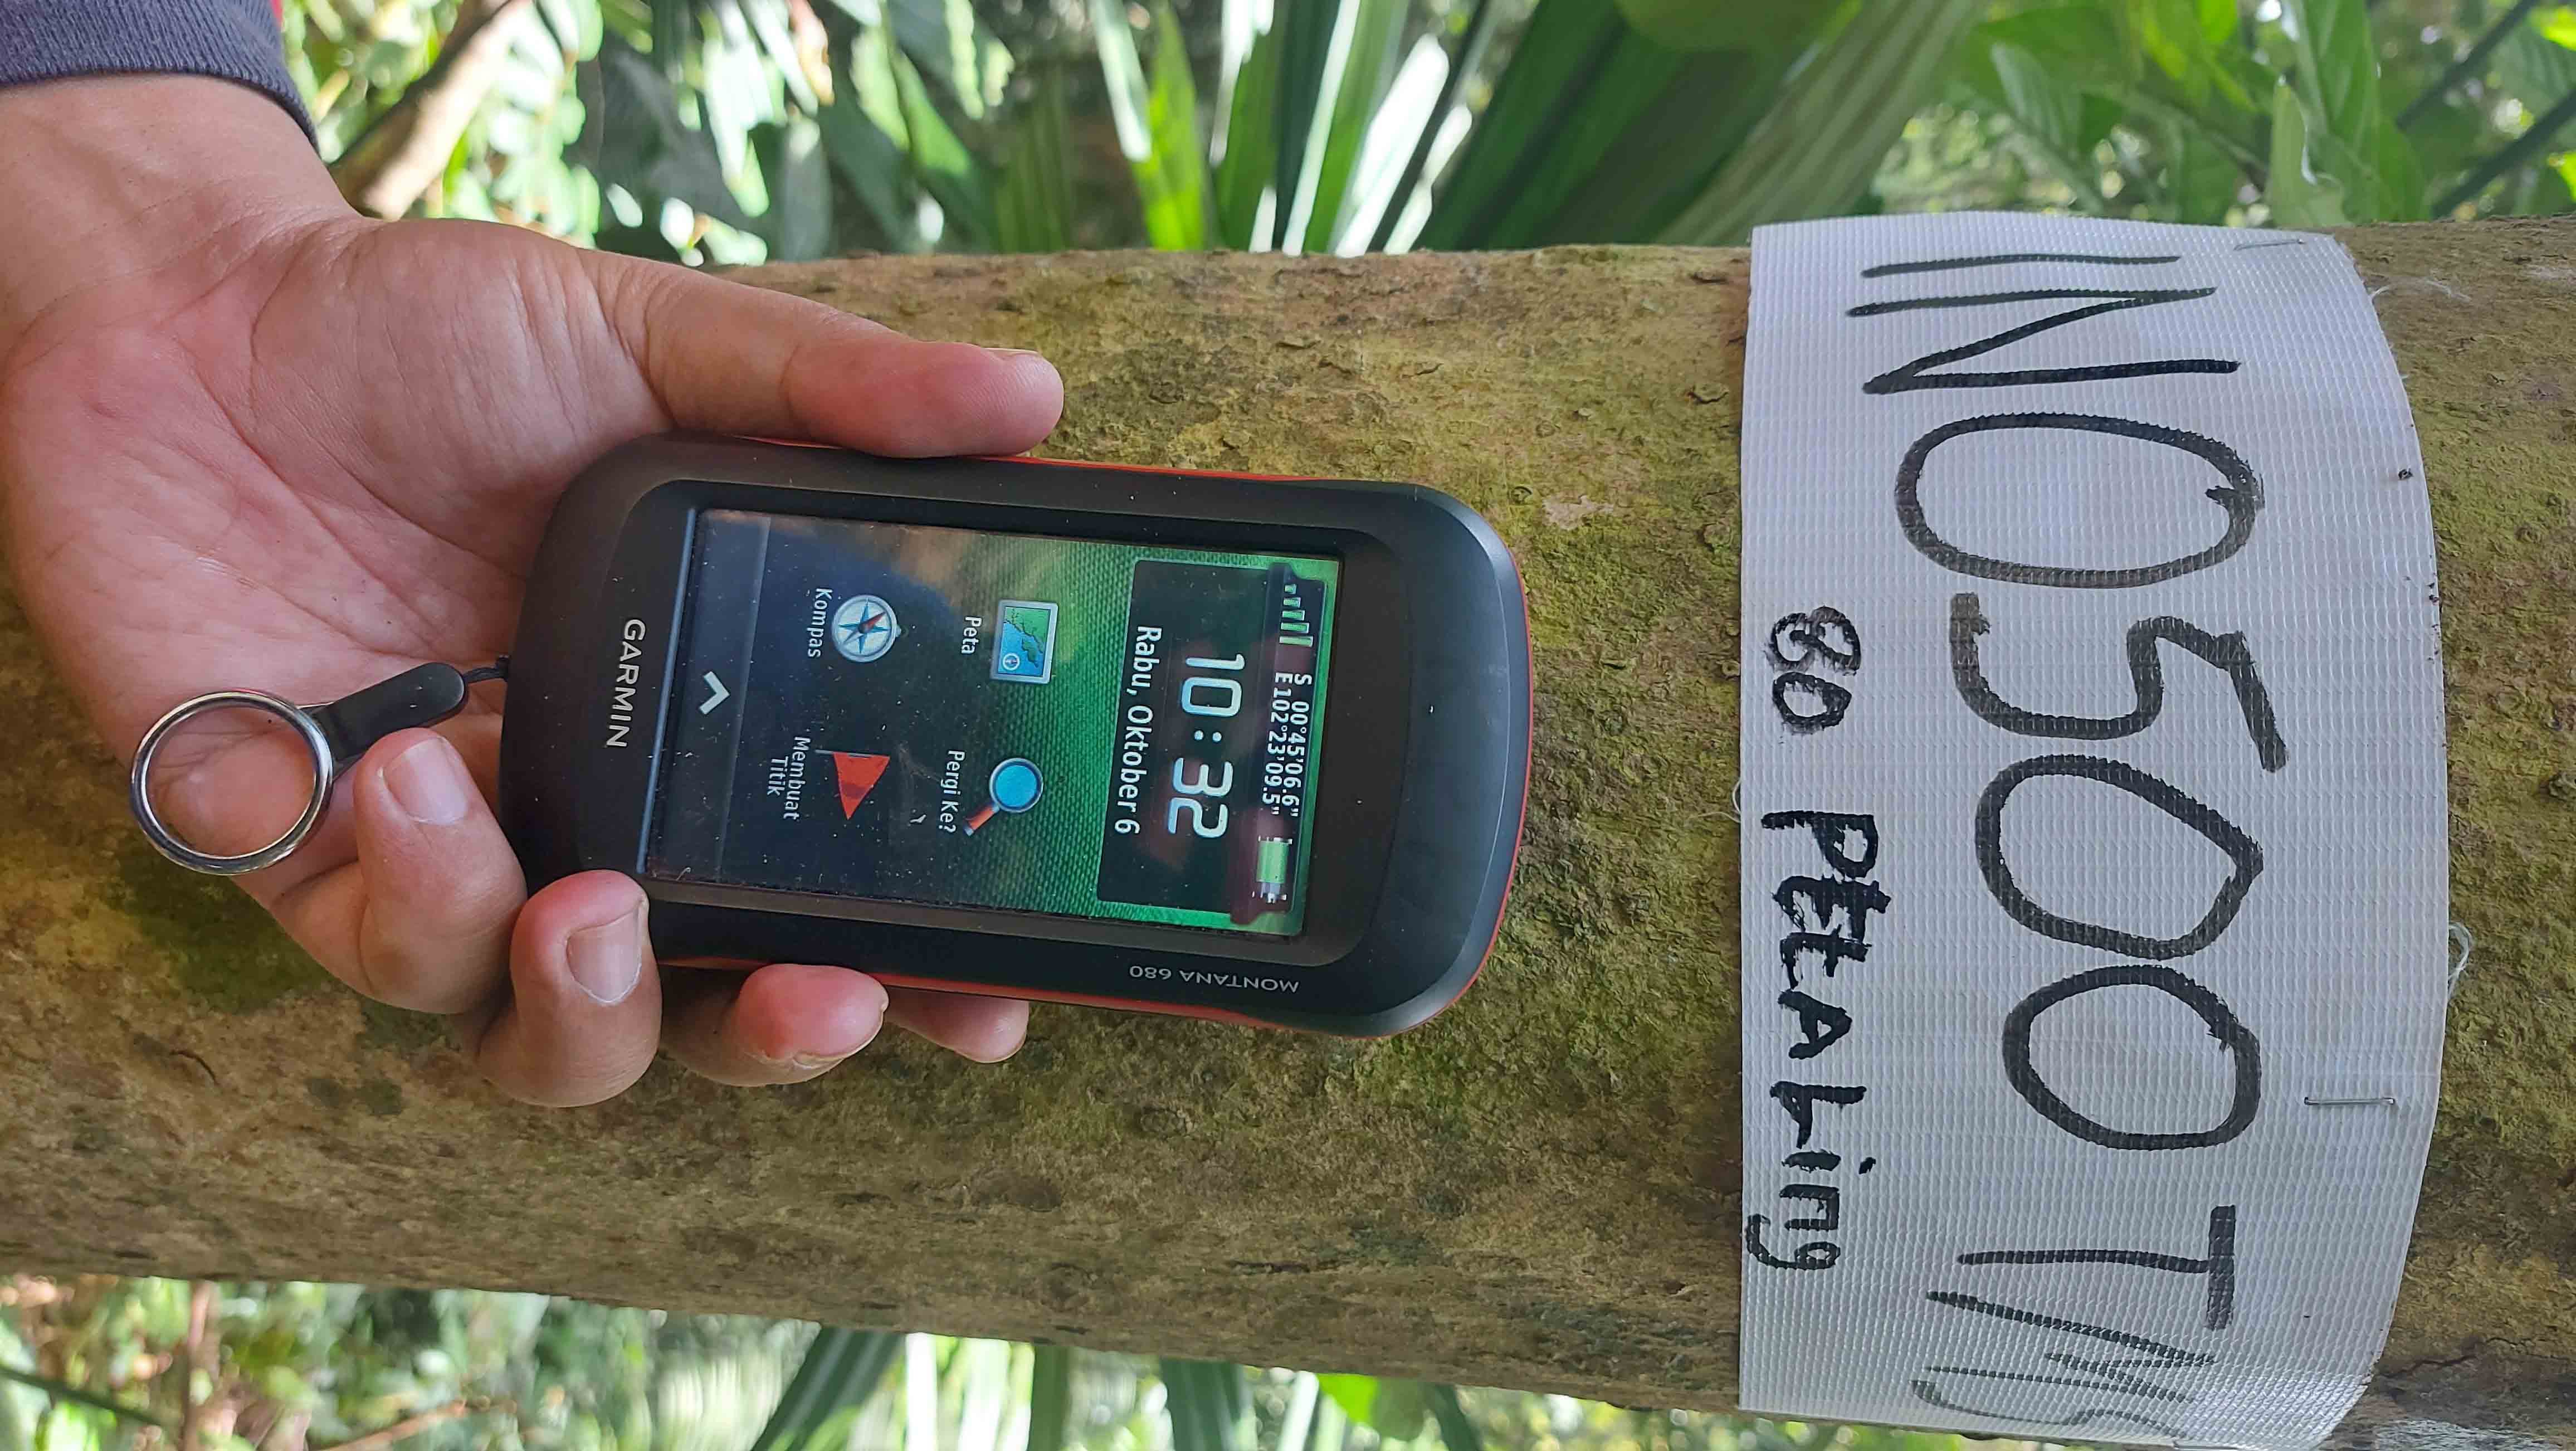 IN0500TMS
80 PETALing
S 00°45'06.6"
E102°23'09.5"
10:32
Rabu, Oktober 6
Peta
Pergi Ke?
Kompas
Membuat
Titik
GARMIN
MONTANA 680